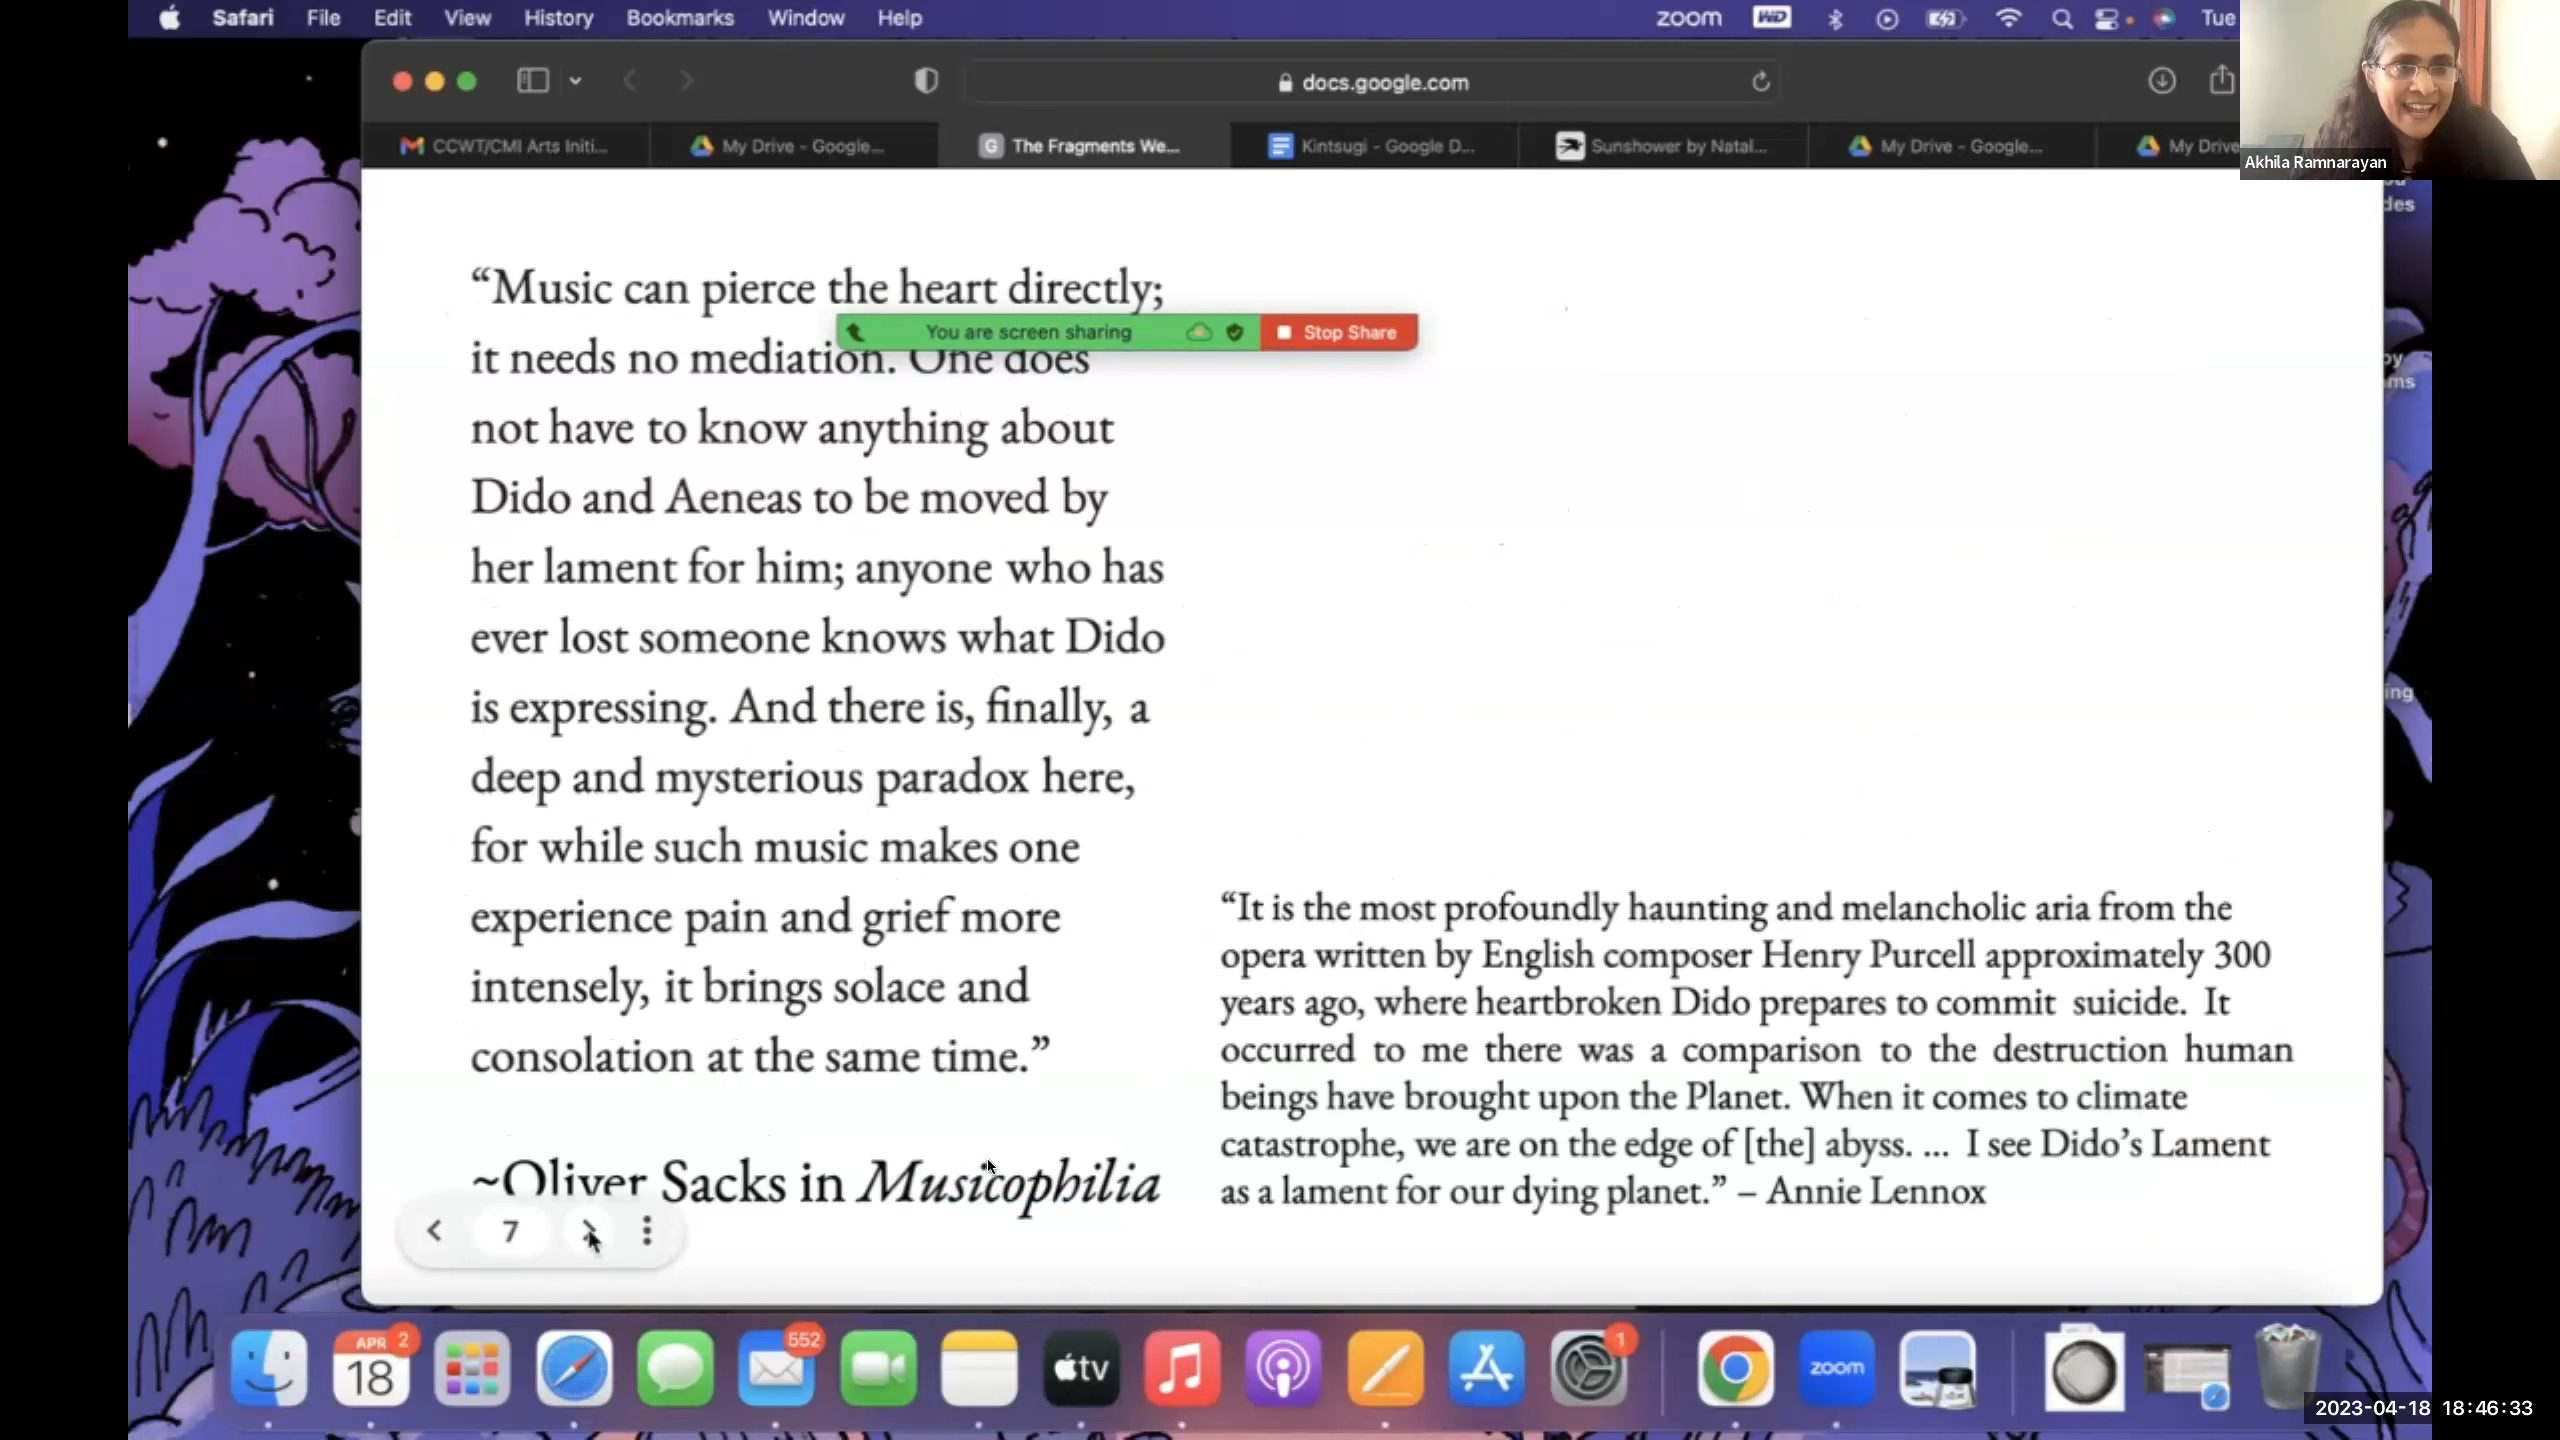 Safari File Edit View History Bookmarks Window Help zoom WD Tue
docs.google.com
CCWT/CMI Arts Initi... My Drive - Google... The Fragments We... Kintsugi - Google D... Sunshower by Natal... My Drive - Google... My Drive
Akhila Ramnarayan
des
“Music can pierce the heart directly;
You are screen sharing Stop Share
it needs no mediation. One does
not have to know anything about
Dido and Aeneas to be moved by
her lament for him; anyone who has
ever lost someone knows what Dido
is expressing. And there is, finally, a
deep and mysterious paradox here,
for while such music makes one
experience pain and grief more
intensely, it brings solace and
consolation at the same time.”
~Oliver Sacks in Musicophilia
“It is the most profoundly haunting and melancholic aria from the
opera written by English composer Henry Purcell approximately 300
years ago, where heartbroken Dido prepares to commit suicide. It
occurred to me there was a comparison to the destruction human
beings have brought upon the Planet. When it comes to climate
catastrophe, we are on the edge of [the] abyss. ... I see Dido’s Lament
as a lament for our dying planet.” – Annie Lennox
7
py
ms
ing
APR 2
18
552
tv
1
zoom
2023-04-18 18:46:33